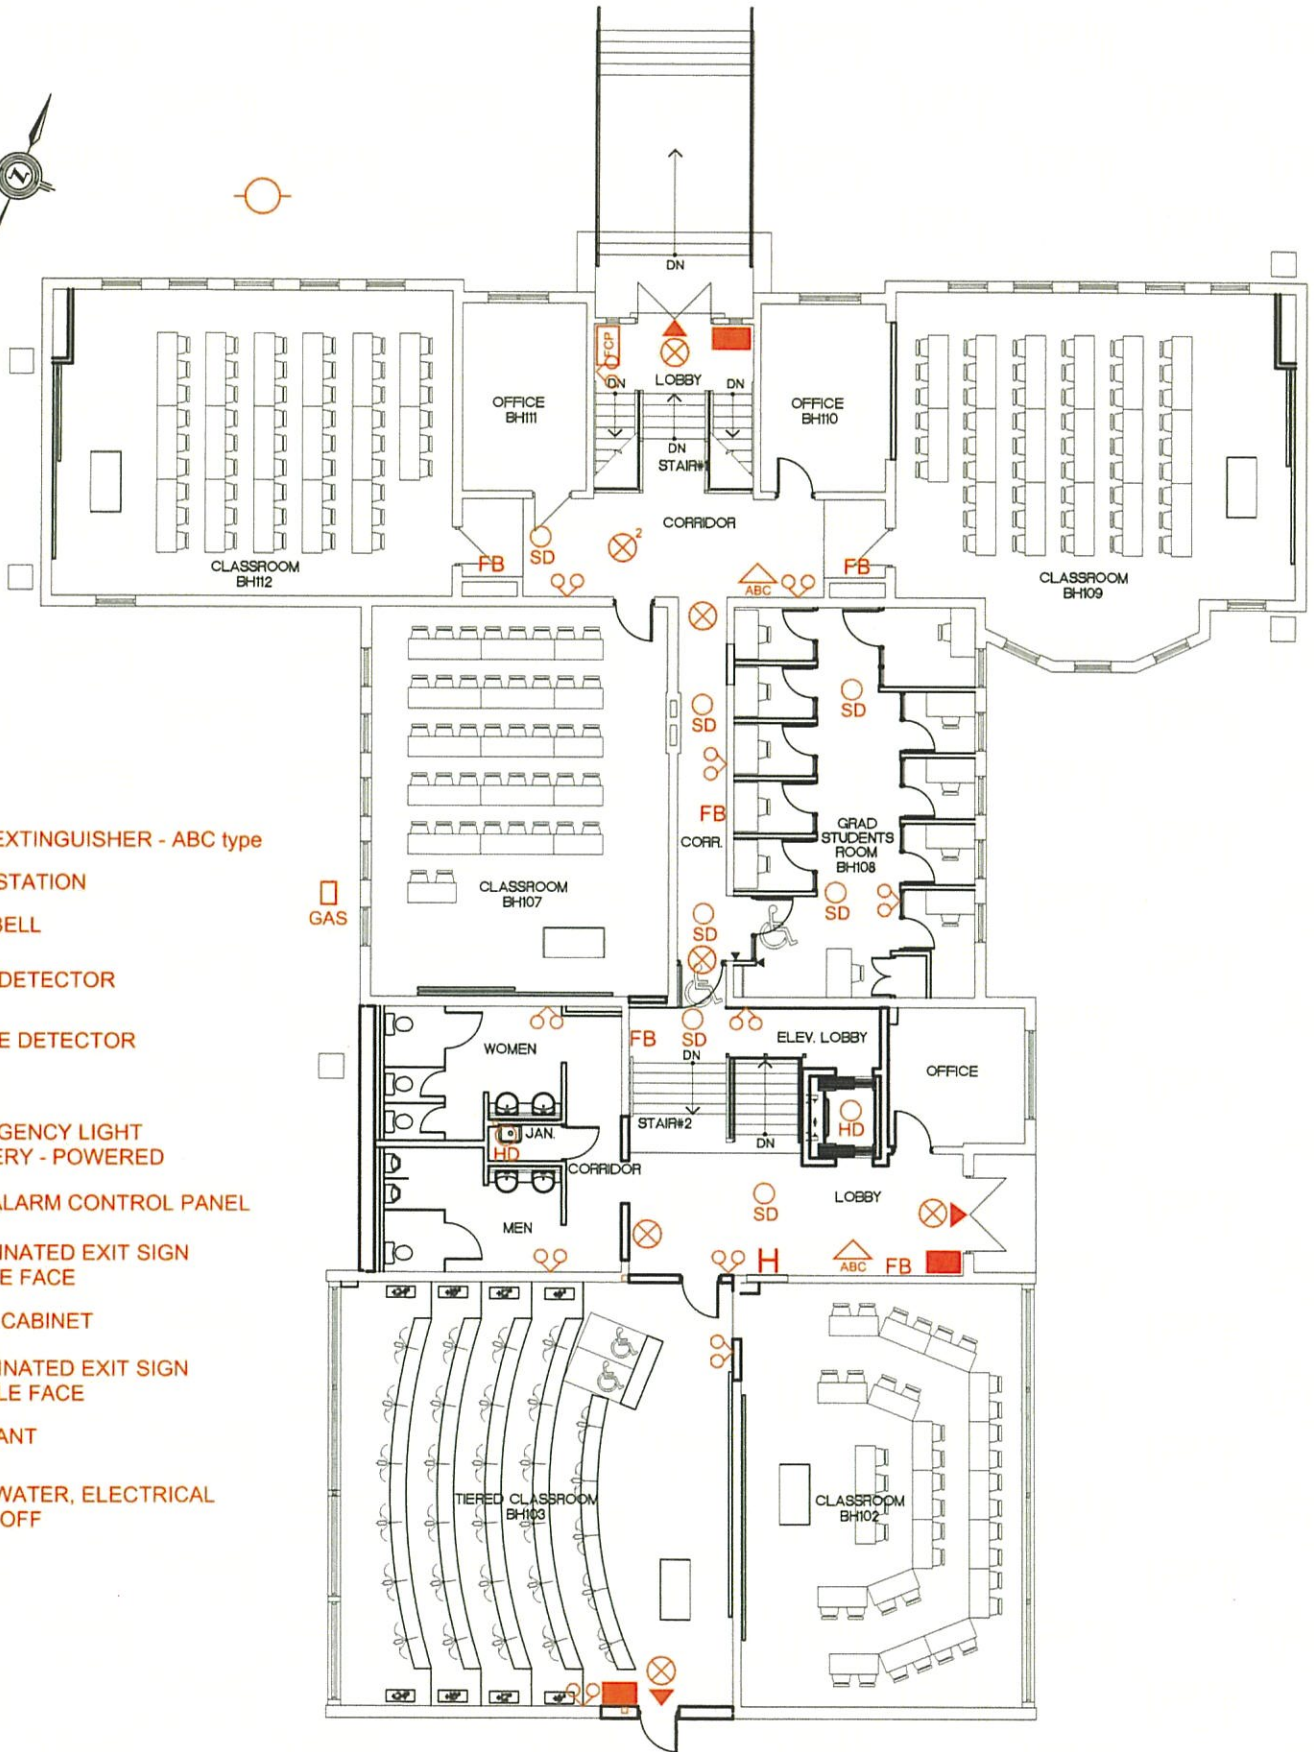 N
DN
FCP
DN
LOBBY
DN
OFFICE
BH111
OFFICE
BH110
DN
STAIR#1
CORRIDOR
2
SD
FB
CLASSROOM
BH112
ABC
FB
CLASSROOM
BH109
SD
SD
FB
GRAD
STUDENTS
ROOM
BH108
CORR.
EXTINGUISHER - ABC type
STATION
BELL
DETECTOR
E DETECTOR
GENCY LIGHT
ERY - POWERED
ALARM CONTROL PANEL
INATED EXIT SIGN
E FACE
CABINET
INATED EXIT SIGN
LE FACE
ANT
WATER, ELECTRICAL
OFF
GAS
CLASSROOM
BH107
SD
SD
WOMEN
FB
SD
DN
ELEV. LOBBY
OFFICE
JAN.
HD
STAIR#2
DN
HD
CORRIDOR
MEN
SD
LOBBY
H
ABC
FB
TIERED CLASSROOM
BH103
CLASSROOM
BH102